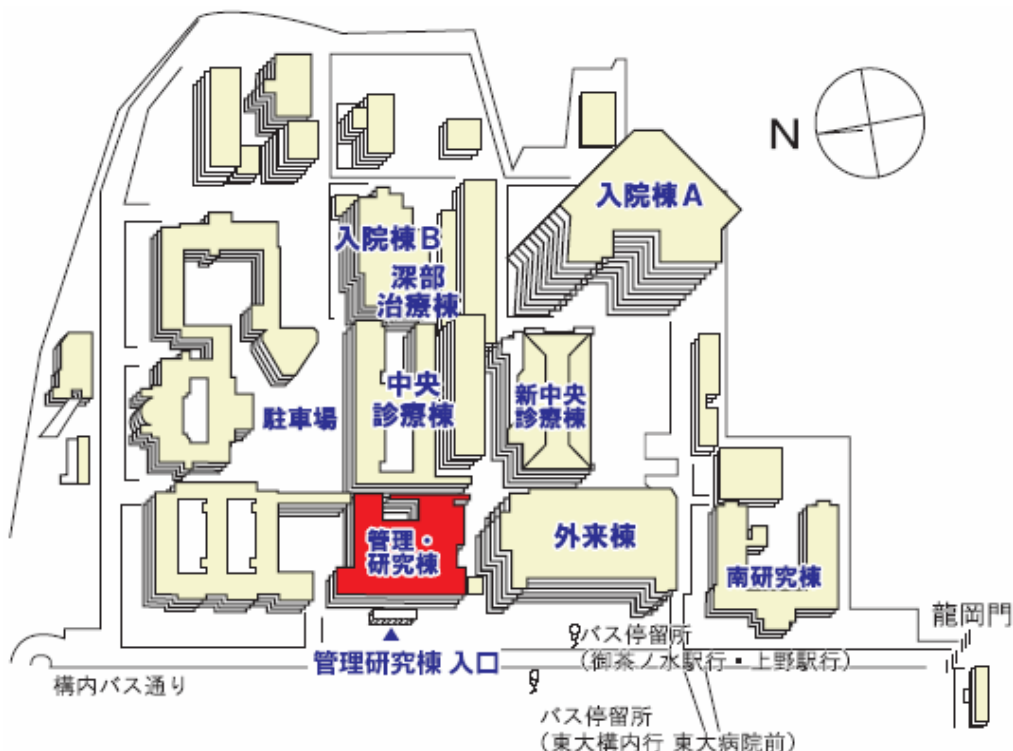 N
入院棟A
入院棟B
深部
治療棟
中央
診療棟
新中央
診療棟
駐車場
管理・
研究棟
外来棟
南研究棟
龍岡門
バス停留所
(御茶ノ水駅行・上野駅行)
管理研究棟 入口
構内バス通り
バス停留所
(東大構内行 東大病院前)